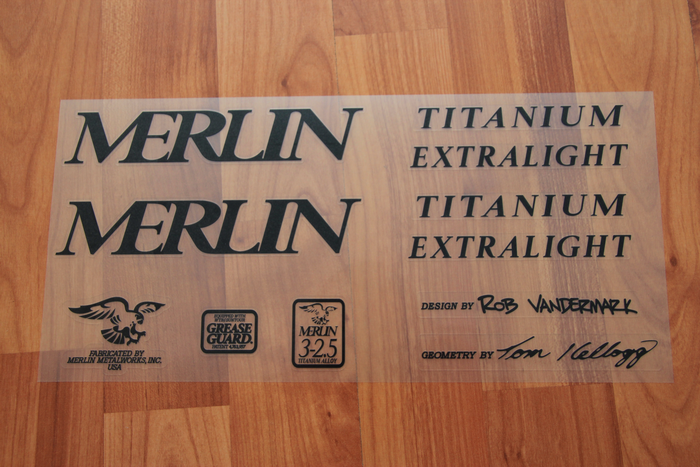 MERLIN
TITANIUM
EXTRALIGHT
MERLIN
TITANIUM
EXTRALIGHT
FABRICATED BY
MERLIN METALWORKS, INC.
USA
GREASE
GUARD.
MERLIN
3-2.5
TITANIUM ALLOY
DESIGN BY ROB VANDERMARK
GEOMETRY BY Tom Kellogg